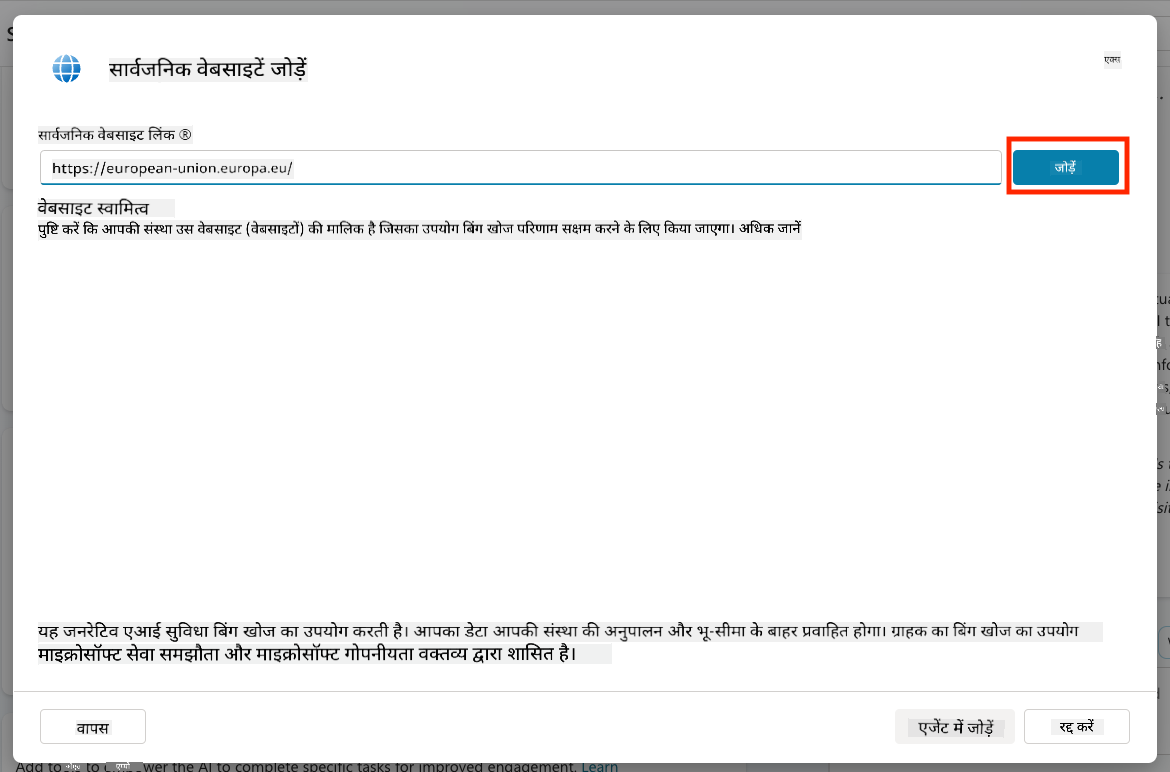 सार्वजनिक वेबसाइटें जोड़ें
एक्स
सार्वजनिक वेबसाइट लिंक ®
https://european-union.europa.eu/
जोड़ें
वेबसाइट स्वामित्व
पुष्टि करें कि आपकी संस्था उस वेबसाइट (वेबसाइटों) की मालिक है जिसका उपयोग बिंग खोज परिणाम सक्षम करने के लिए किया जाएगा। अधिक जानें
यह जनरेटिव एआई सुविधा बिंग खोज का उपयोग करती है। आपका डेटा आपकी संस्था की अनुपालन और भू-सीमा के बाहर प्रवाहित होगा। ग्राहक का बिंग खोज का उपयोग
माइक्रोसॉफ्ट सेवा समझौता और माइक्रोसॉफ्ट गोपनीयता वक्तव्य द्वारा शासित है।
वापस
एजेंट में जोड़ें
रद्द करें
Add to to wer the AI to complete specific tasks for improved engagement. Learn